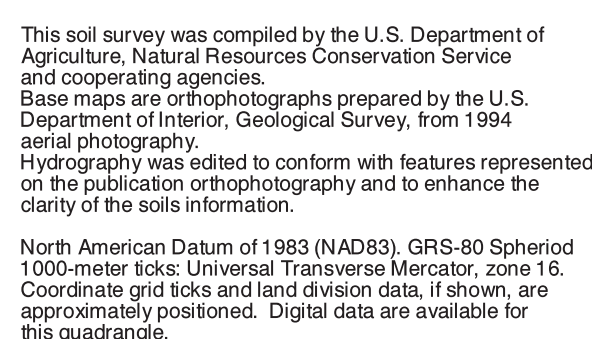 This soil survey was compiled by the U.S. Department of
Agriculture, Natural Resources Conservation Service
and cooperating agencies.
Base maps are orthophotographs prepared by the U.S.
Department of Interior, Geological Survey, from 1994
aerial photography.
Hydrography was edited to conform with features represented
on the publication orthophotography and to enhance the
clarity of the soils information.

North American Datum of 1983 (NAD83). GRS-80 Spheriod
1000-meter ticks: Universal Transverse Mercator, zone 16.
Coordinate grid ticks and land division data, if shown, are
approximately positioned.  Digital data are available for
this quadrangle.